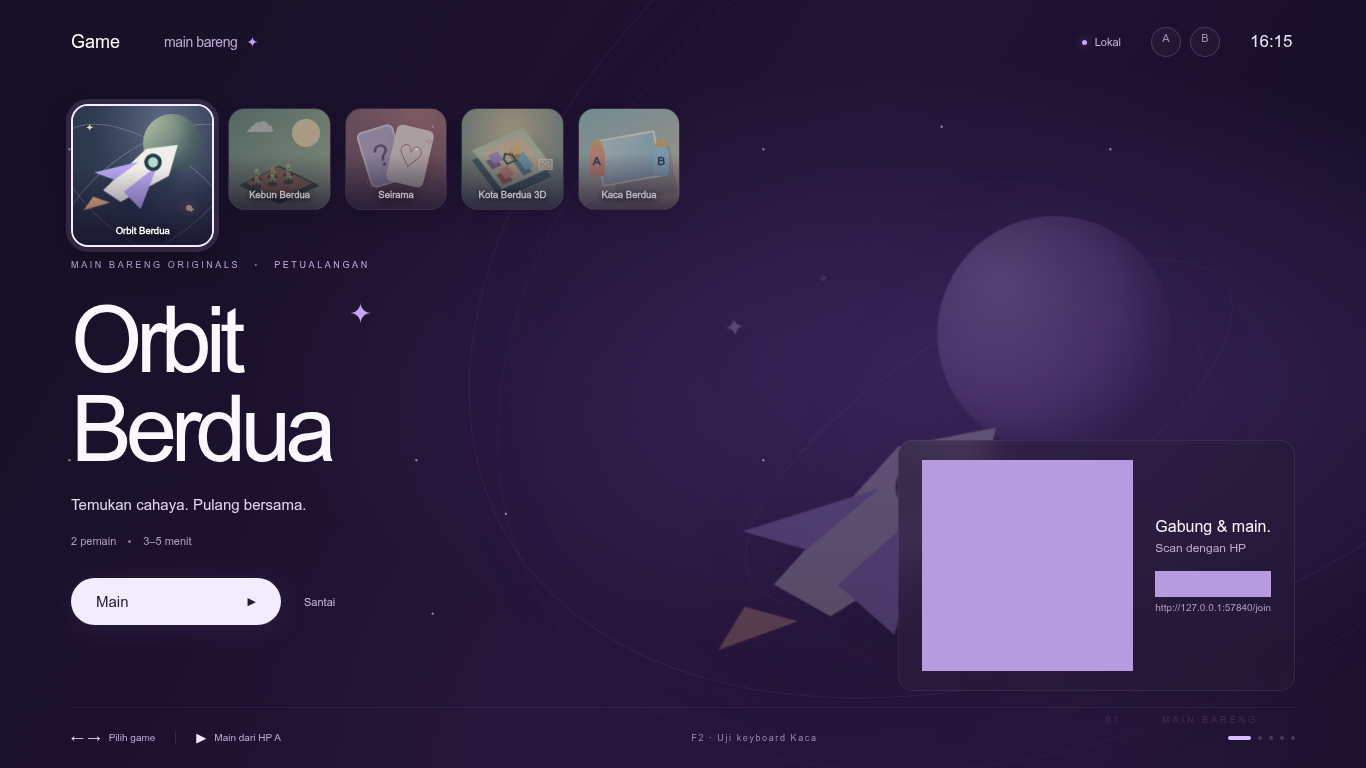 Game
main bareng
Lokal
A
B
16:15
Orbit Berdua
Kebun Berdua
?
Seirama
Kota Berdua 3D
A
B
Kaca Berdua
MAIN BARENG ORIGINALS • PETUALANGAN
Orbit
Berdua
Temukan cahaya. Pulang bersama.
2 pemain • 3–5 menit
Main
Santai
Gabung & main.
Scan dengan HP
http://127.0.0.1:57840/join
01 MAIN BARENG
←→ Pilih game
Main dari HP A
F2 · Uji keyboard Kaca